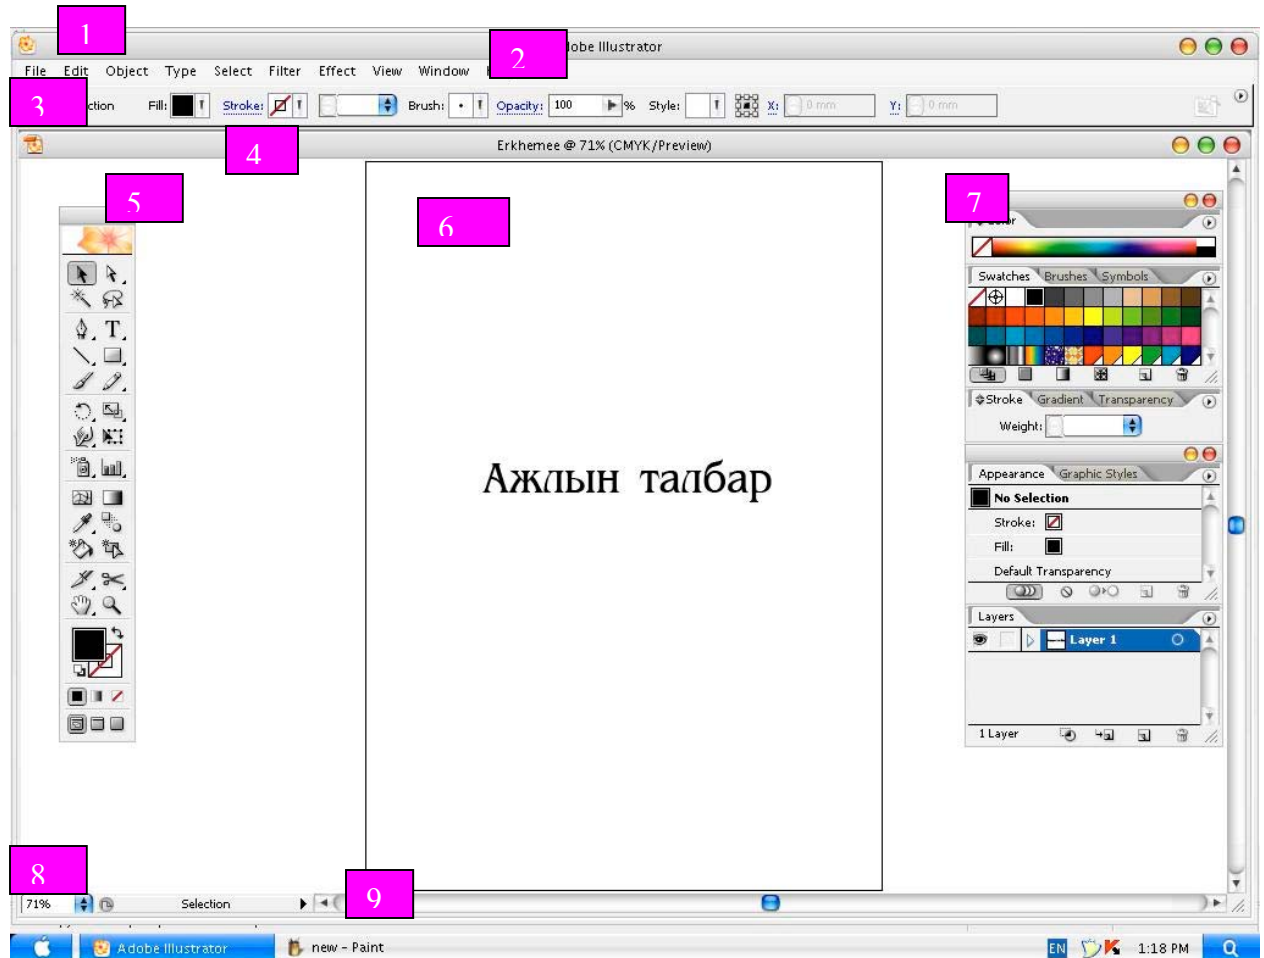 1
2
dobe Illustrator
File Edit Object Type Select Filter Effect View Window
3
ction Fill: Stroke: Brush: Opacity: 100 % Style: X: 0 mm Y: 0 mm
4
Erkhemee @ 71% (CMYK/Preview)
5
6
7
Color
Swatches Brushes Symbols
Stroke Gradient Transparency
Weight:
Ажлын талбар
Appearance Graphic Styles
No Selection
Stroke:
Fill:
Default Transparency
Layers
Layer 1
1 Layer
8
9
71% Selection
Adobe Illustrator new - Paint EN 1:18 PM